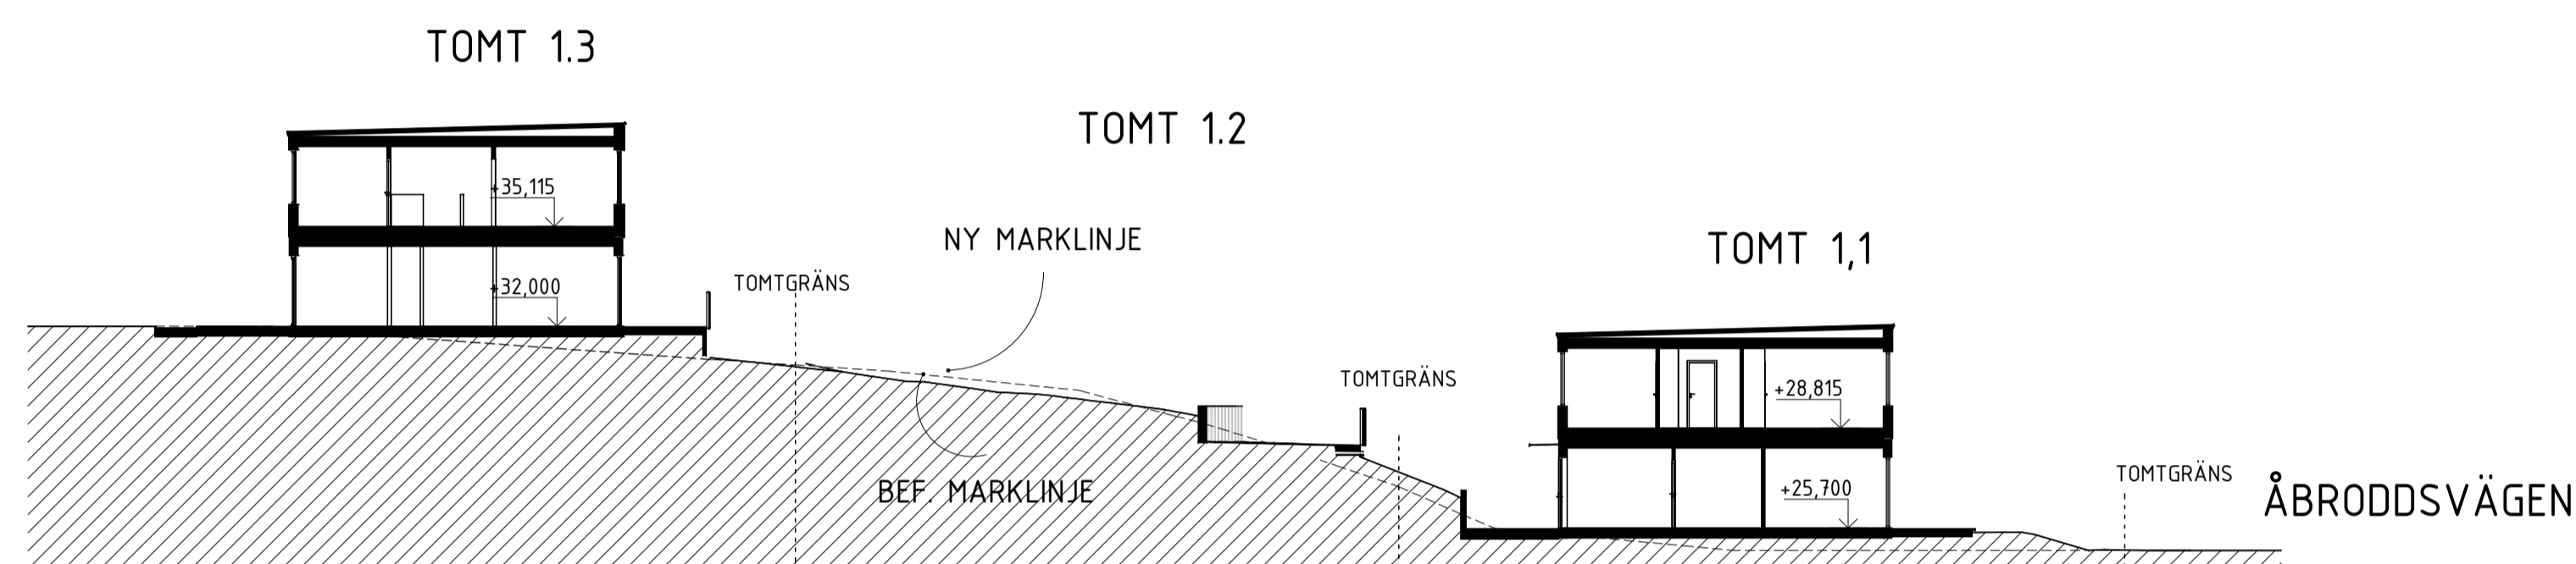 TOMT 1.3
TOMT 1.2
+35,115
NY MARKLINJE
TOMT 1,1
TOMTGRÄNS
+32,000
TOMTGRÄNS
+28,815
BEF. MARKLINJE
+25,700
TOMTGRÄNS
ÅBRODDSVÄGEN